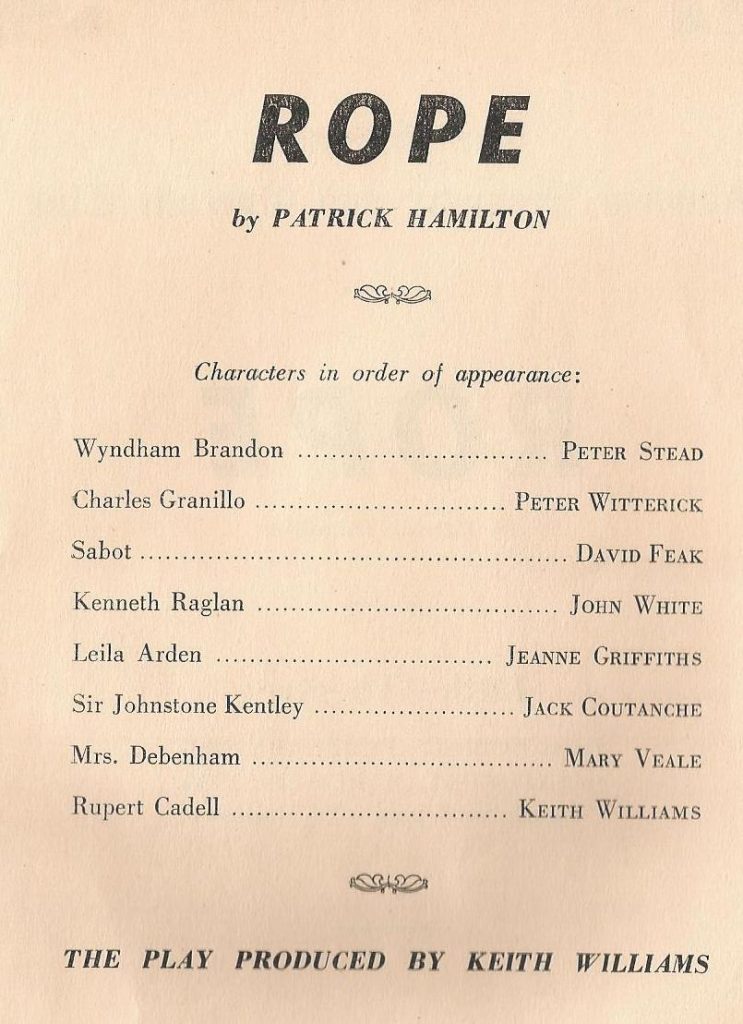 ROPE
by PATRICK HAMILTON
Characters in order of appearance:
Wyndham Brandon .............................. PETER STEAD
Charles Granillo .............................. PETER WITTERICK
Sabot .................................................. DAVID FEAK
Kenneth Raglan .................................... JOHN WHITE
Leila Arden ................................. JEANNE GRIFFITHS
Sir Johnstone Kentley ........................ JACK COUTANCHE
Mrs. Debenham .................................... MARY VEALE
Rupert Cadell ................................. KEITH WILLIAMS
THE PLAY PRODUCED BY KEITH WILLIAMS